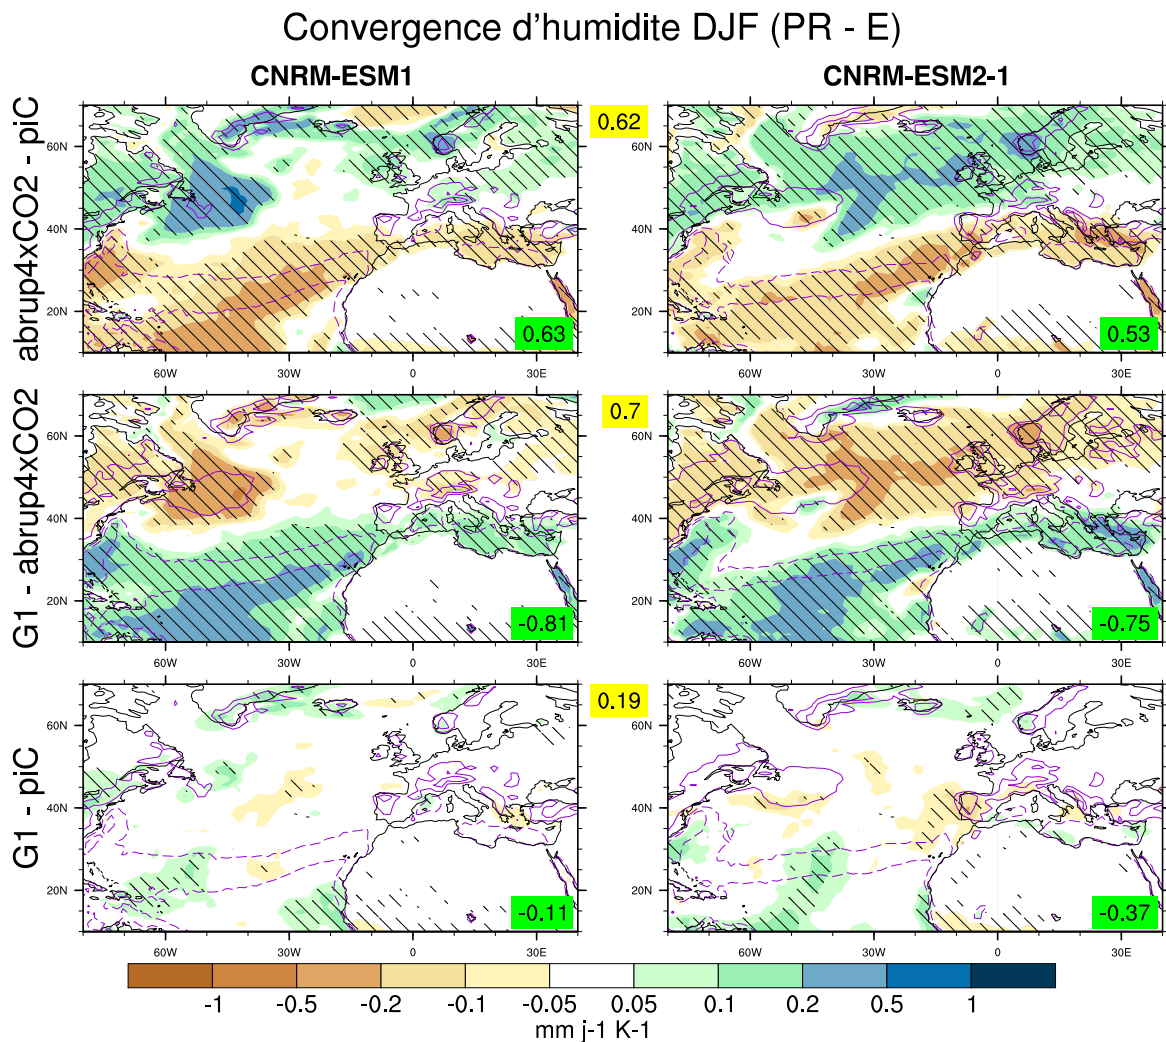 Convergence d'humidite DJF (PR - E)
CNRM-ESM1
CNRM-ESM2-1
abrup4xCO2 - piC
60N
40N
20N
60W
30W
0
30E
0.63
0.62
60N
40N
20N
60W
30W
0
30E
0.53
G1 - abrup4xCO2
60N
40N
20N
60W
30W
0
30E
-0.81
0.7
60N
40N
20N
60W
30W
0
30E
-0.75
G1 - piC
60N
40N
20N
60W
30W
0
30E
-0.11
0.19
60N
40N
20N
60W
30W
0
30E
-0.37
-1 -0.5 -0.2 -0.1 -0.05 0.05 0.1 0.2 0.5 1
mm j-1 K-1